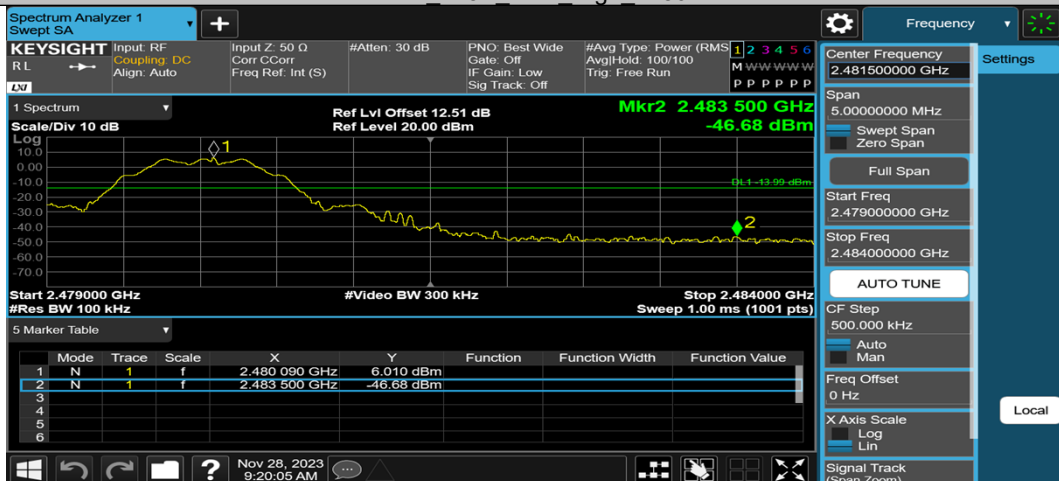 Spectrum Analyzer 1
Swept SA
Frequency
KEYSIGHT
RL
LXI
Input: RF
Coupling: DC
Align: Auto
Input Z: 50 Ω
Corr CCorr
Freq Ref: Int (S)
#Atten: 30 dB
PNO: Best Wide
Gate: Off
IF Gain: Low
Sig Track: Off
#Avg Type: Power (RMS
Avg|Hold: 100/100
Trig: Free Run
1 2 3 4 5 6
M W W W W W
P P P P P P
1 Spectrum
Scale/Div 10 dB
Log
Ref Lvl Offset 12.51 dB
Ref Level 20.00 dBm
Mkr2 2.483 500 GHz
-46.68 dBm
10.0
0.00
-10.0
-20.0
-30.0
-40.0
-50.0
-60.0
-70.0
1
DL1 -13.99 dBm
2
Start 2.479000 GHz
#Res BW 100 kHz
#Video BW 300 kHz
Stop 2.484000 GHz
Sweep 1.00 ms (1001 pts)
5 Marker Table
Mode Trace Scale X Y Function Function Width Function Value
1 N 1 f 2.480 090 GHz 6.010 dBm
2 N 1 f 2.483 500 GHz -46.68 dBm
3
4
5
6
Nov 28, 2023
9:20:05 AM
Center Frequency
2.481500000 GHz
Span
5.00000000 MHz
Swept Span
Zero Span
Full Span
Start Freq
2.479000000 GHz
Stop Freq
2.484000000 GHz
AUTO TUNE
CF Step
500.000 kHz
Auto
Man
Freq Offset
0 Hz
X Axis Scale
Log
Lin
Signal Track
(Span Zoom)
Settings
Local